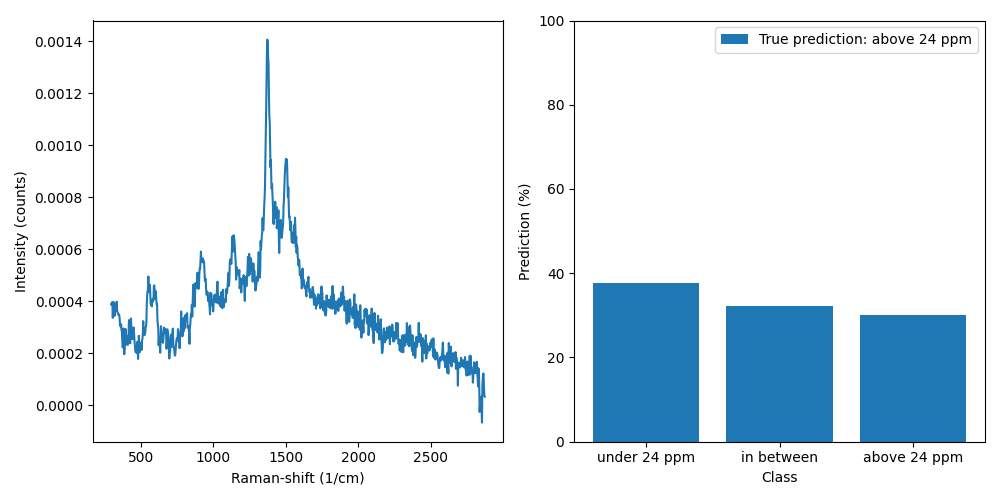 0.0014
0.0012
0.0010
0.0008
0.0006
0.0004
0.0002
0.0000
Intensity (counts)
500 1000 1500 2000 2500
Raman-shift (1/cm)
100
80
60
40
20
0
Prediction (%)
True prediction: above 24 ppm
under 24 ppm in between above 24 ppm
Class